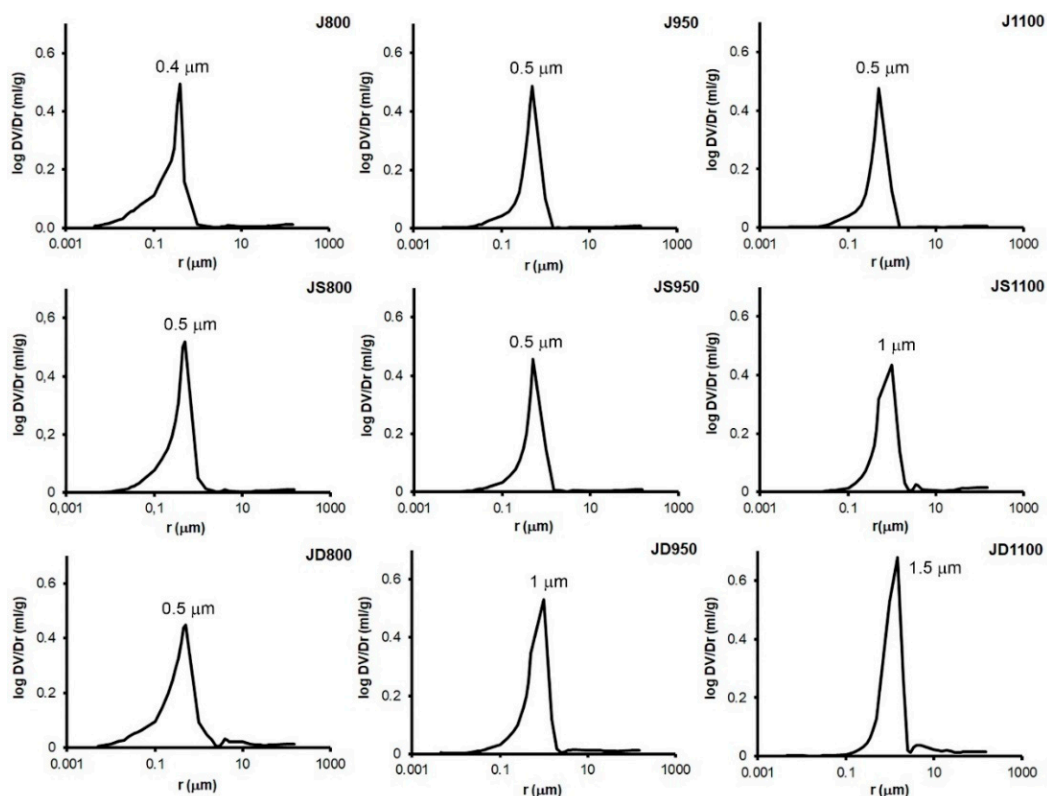 J800
0.4 μm
log DV/Dr (ml/g)
0.6
0.4
0.2
0.0
0.001
0.1
10
1000
r (μm)
J950
0.5 μm
log DV/Dr (ml/g)
0.6
0.4
0.2
0
0.001
0.1
10
1000
r (μm)
J1100
0.5 μm
log DV/Dr (ml/g)
0.6
0.4
0.2
0
0.001
0.1
10
1000
r (μm)
JS800
0.5 μm
log DV/Dr (ml/g)
0,6
0,4
0,2
0
0,001
0.1
10
1000
r (μm)
JS950
0.5 μm
log DV/Dr (ml/g)
0,6
0,4
0,2
0
0.001
0.1
10
1000
r (μm)
JS1100
1 μm
log DV/Dr (ml/g)
0,6
0,4
0,2
0
0.001
0.1
10
1000
r(μm)
JD800
0.5 μm
log DV/Dr (ml/g)
0.6
0.4
0.2
0
0.001
0.1
10
1000
r (μm)
JD950
1 μm
log DV/Dr (ml/g)
0.6
0.4
0.2
0
0.001
0.1
10
1000
r (μm)
JD1100
1.5 μm
log DV/Dr (ml/g)
0.6
0.4
0.2
0
0.001
0.1
10
1000
r (μm)